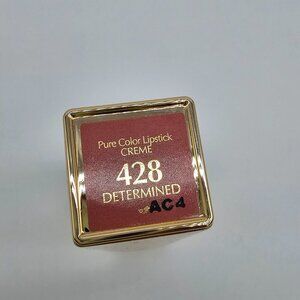 Pure Color Lipstick
CREME
428
DETERMINED
AC4